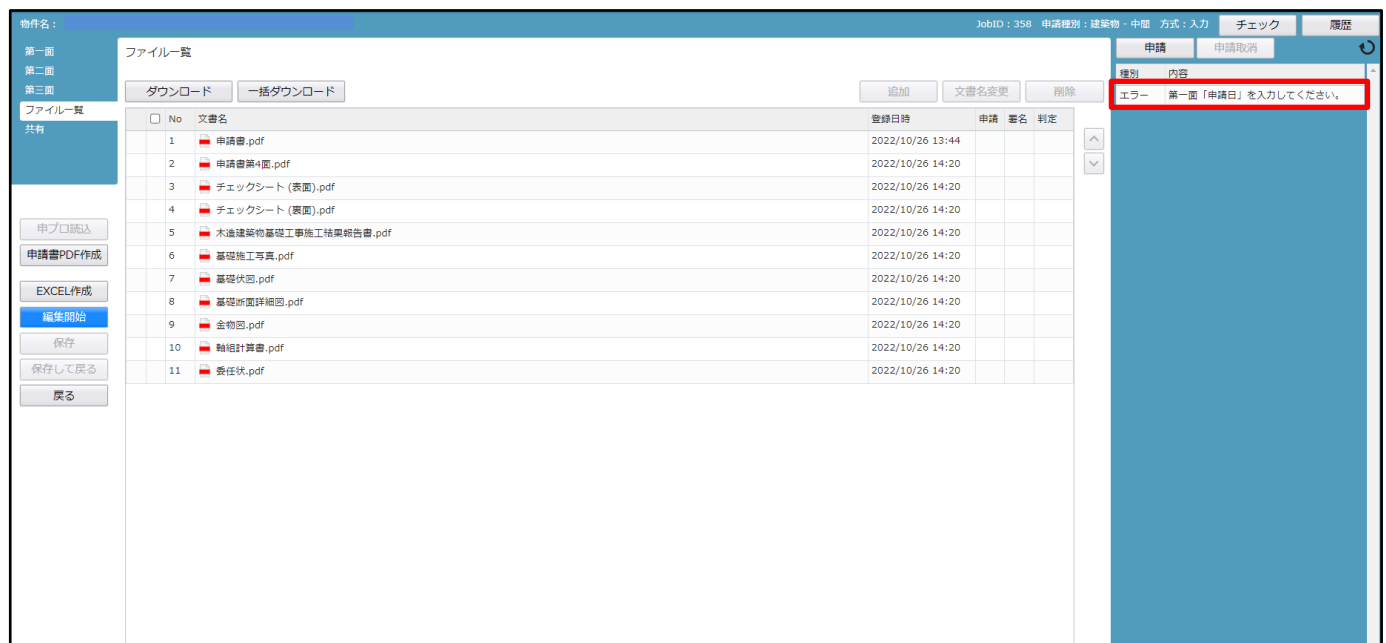 物件名：
JobID：358 申請種別：建築物 - 中間 方式：入力 チェック 履歴
第一面
第二面
第三面
ファイル一覧
共有
申プロ読込
申請書PDF作成
EXCEL作成
編集開始
保存
保存して戻る
戻る
ファイル一覧
ダウンロード 一括ダウンロード 追加 文書名変更 削除
No 文書名 登録日時 申請 署名 判定
1 申請書.pdf 2022/10/26 13:44
2 申請書第4面.pdf 2022/10/26 14:20
3 チェックシート (表面).pdf 2022/10/26 14:20
4 チェックシート (裏面).pdf 2022/10/26 14:20
5 木造建築物基礎工事施工結果報告書.pdf 2022/10/26 14:20
6 基礎施工写真.pdf 2022/10/26 14:20
7 基礎伏図.pdf 2022/10/26 14:20
8 基礎断面詳細図.pdf 2022/10/26 14:20
9 金物図.pdf 2022/10/26 14:20
10 軸組計算書.pdf 2022/10/26 14:20
11 委任状.pdf 2022/10/26 14:20
申請 申請取消
種別 内容
エラー 第一面「申請日」を入力してください。